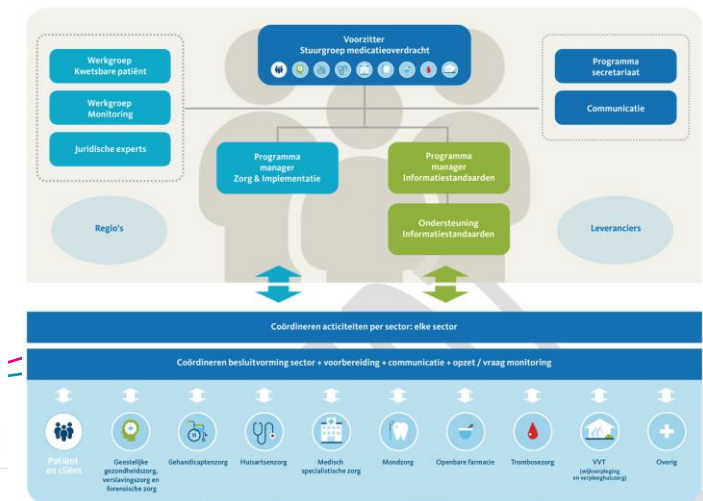 Voorzitter
Stuurgroep medicatieoverdracht
Werkgroep
Kwetsbare patiënt
Werkgroep
Monitoring
Juridische experts
Programma
secretariaat
Communicatie
Programma
manager
Zorg & Implementatie
Programma
manager
Informatiestandaarden
Ondersteuning
Informatiestandaarden
Regio's
Leveranciers
Coördineren acticiteiten per sector: elke sector
Coördineren besluitvorming sector + voorbereiding + communicatie + opzet / vraag monitoring
Patiënt
en cliënt
Geestelijke
gezondheidszorg,
verslavingszorg en
forensische zorg
Gehandicaptenzorg
Huisartsenzorg
Medisch
specialistische zorg
Mondzorg
Openbare farmacie
Trombosezorg
VVT
(wijkverpleging
en verpleeghuiszorg)
Overig